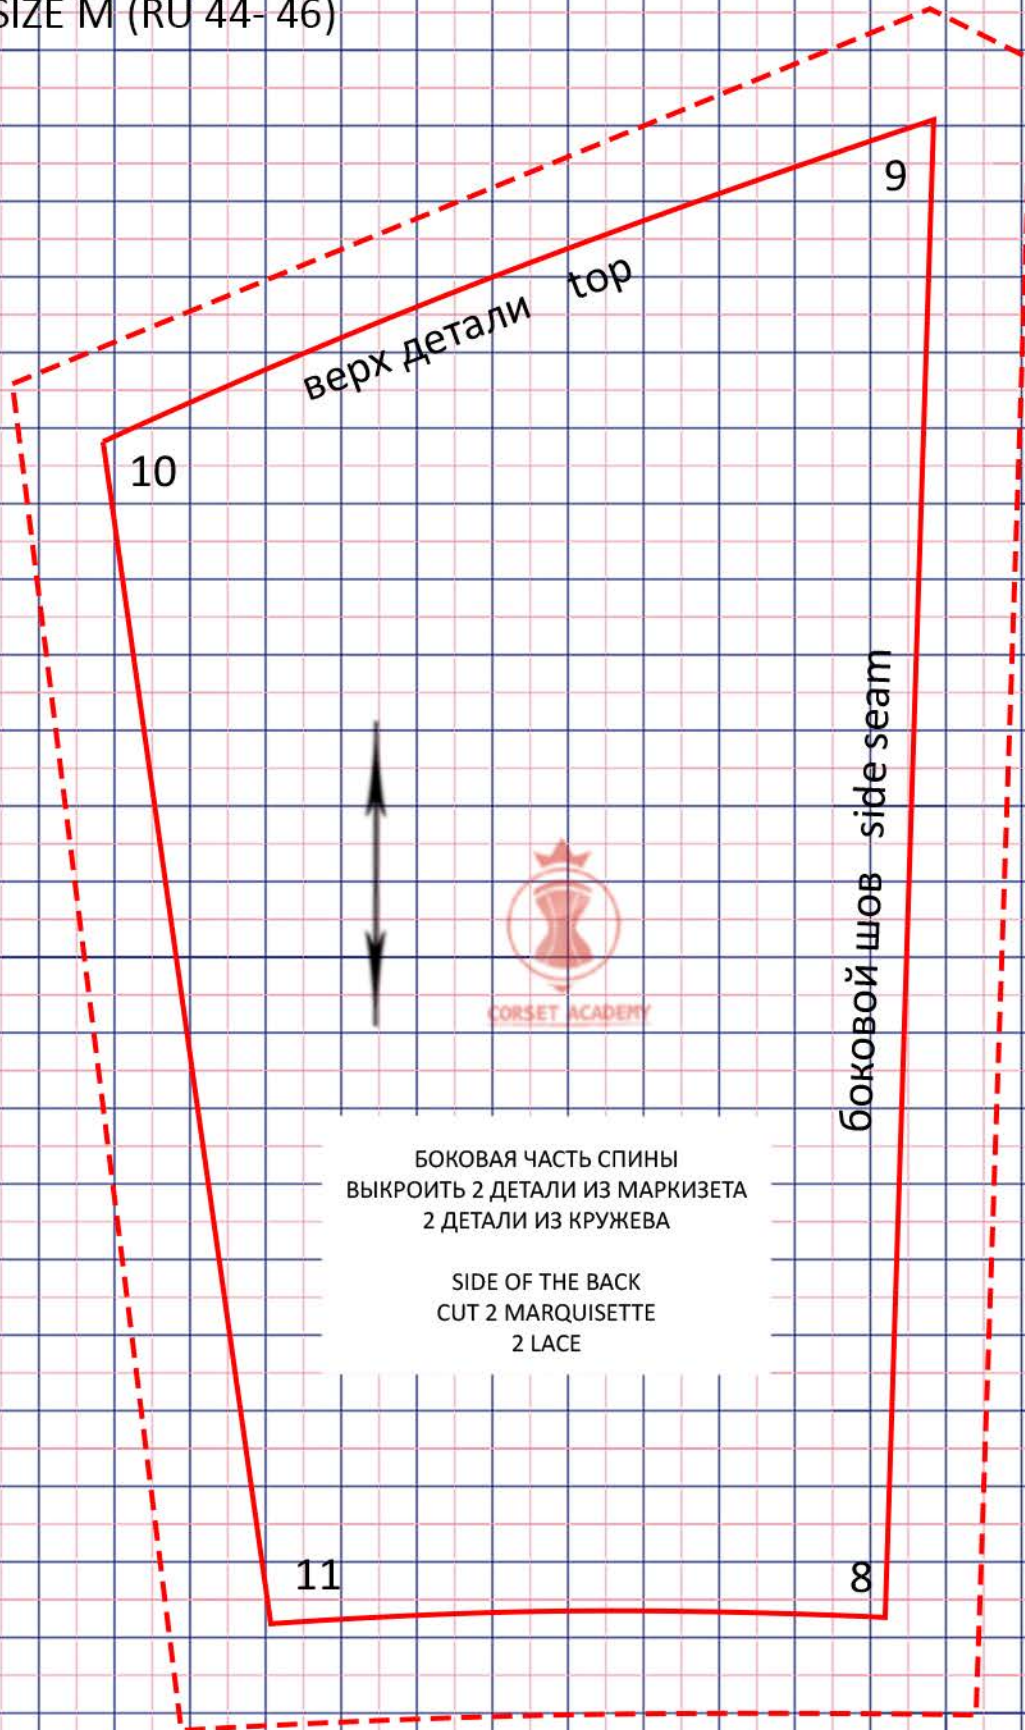 SIZE M (RU 44- 46)
9
верх детали top
10
боковой шов side seam
CORSET ACADEMY
БОКОВАЯ ЧАСТЬ СПИНЫ
ВЫКРОИТЬ 2 ДЕТАЛИ ИЗ МАРКИЗЕТА
2 ДЕТАЛИ ИЗ КРУЖЕВА
SIDE OF THE BACK
CUT 2 MARQUISETTE
2 LACE
11
8